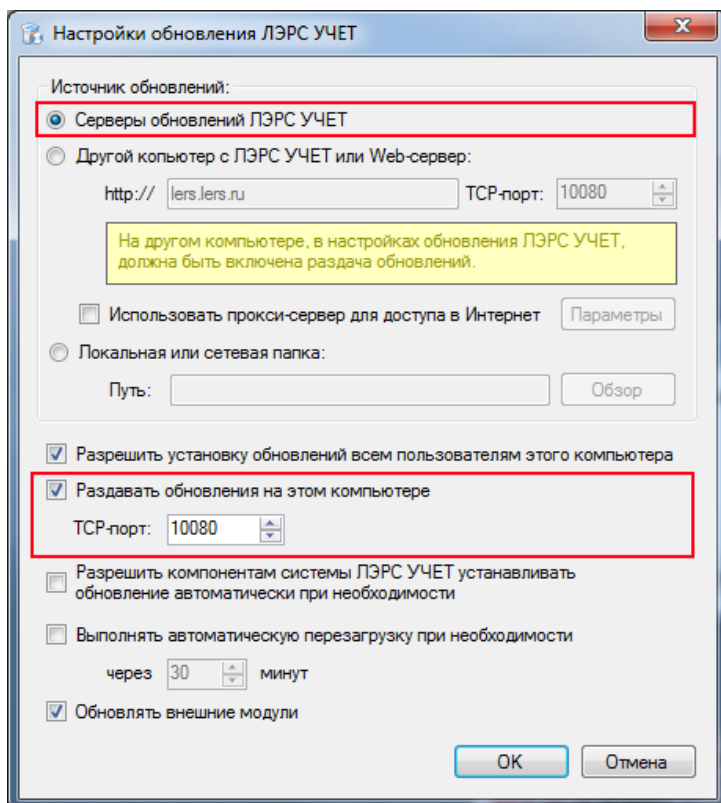 Настройки обновления ЛЭРС УЧЕТ
Источник обновлений:
Серверы обновлений ЛЭРС УЧЕТ
Другой копьютер с ЛЭРС УЧЕТ или Web-сервер:
http:// lers.lers.ru TCP-порт: 10080
На другом компьютере, в настройках обновления ЛЭРС УЧЕТ,
должна быть включена раздача обновлений.
Использовать прокси-сервер для доступа в Интернет Параметры
Локальная или сетевая папка:
Путь: Обзор
Разрешить установку обновлений всем пользователям этого компьютера
Раздавать обновления на этом компьютере
TCP-порт: 10080
Разрешить компонентам системы ЛЭРС УЧЕТ устанавливать
обновление автоматически при необходимости
Выполнять автоматическую перезагрузку при необходимости
через 30 минут
Обновлять внешние модули
OK Отмена